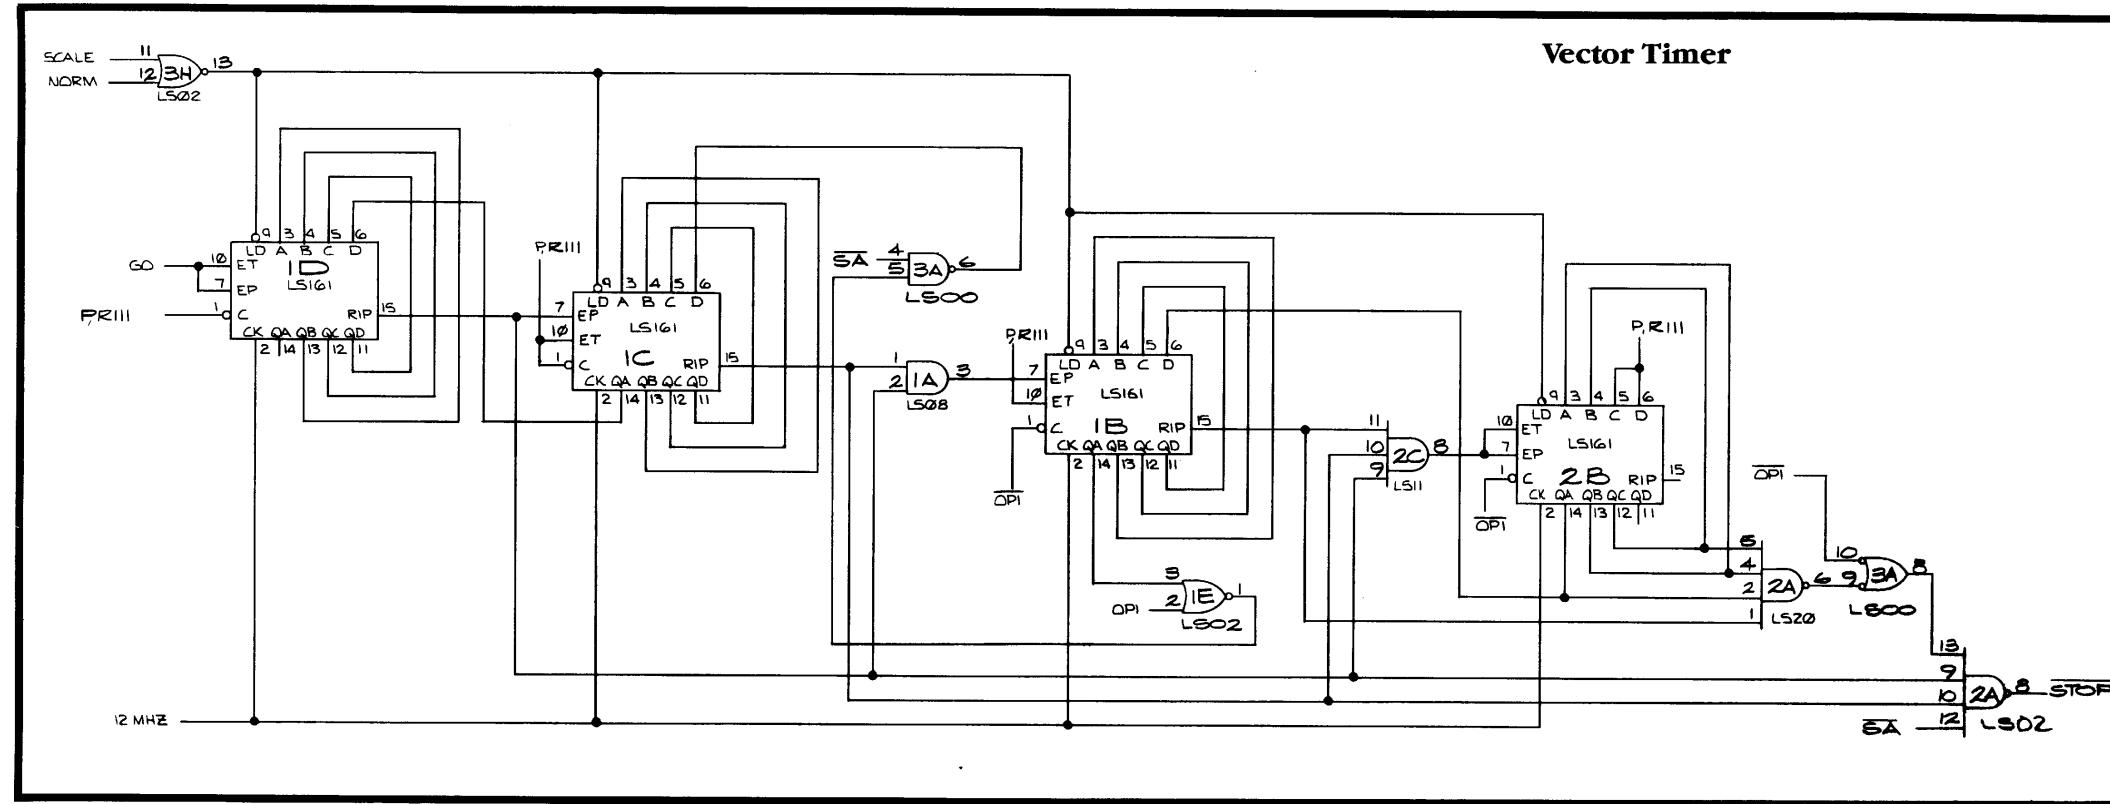 Vector Timer
SCALE 11
NORM 12 3H 13
LS02
9 3 4 5 6
LD A B C D
GO 10 ET 1D
7 EP LS161
P,R111 1 C RIP 15
CK QA QB QC QD
2 14 13 12 11
P,R111
9 3 4 5 6
LD A B C D
7 EP LS161
10 ET
1 C 1C RIP 15
CK QA QB QC QD
2 14 13 12 11
SA 4
5 3A 6
LS00
1
2 1A 3
LS08
P,R111
9 3 4 5 6
LD A B C D
7 EP
10 ET LS161
1 C 1B RIP 15
CK QA QB QC QD
2 14 13 12 11
OP1
3
OP1 2 1E 1
LS02
11
10 2C 8
9
LS11
P,R111
9 3 4 5 6
LD A B C D
10 ET
7 EP LS161
1 C 2B RIP 15
CK QA QB QC QD
2 14 13 12 11
OP1
OP1
5
4
2 2A 6
1 LS20
10
9 3A 8
LS00
13
9
10 2A 8
SA 12 LS02
12 MHZ